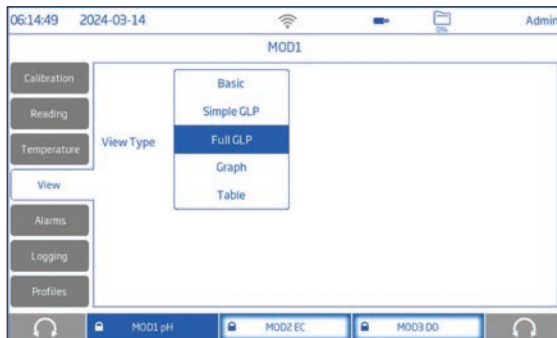 06:14:49 2024-03-14 0% Admin
MOD1
Calibration
Reading
Temperature
View
Alarms
Logging
Profiles
View Type
Basic
Simple GLP
Full GLP
Graph
Table
MOD1 pH MOD2 EC MOD3 DO